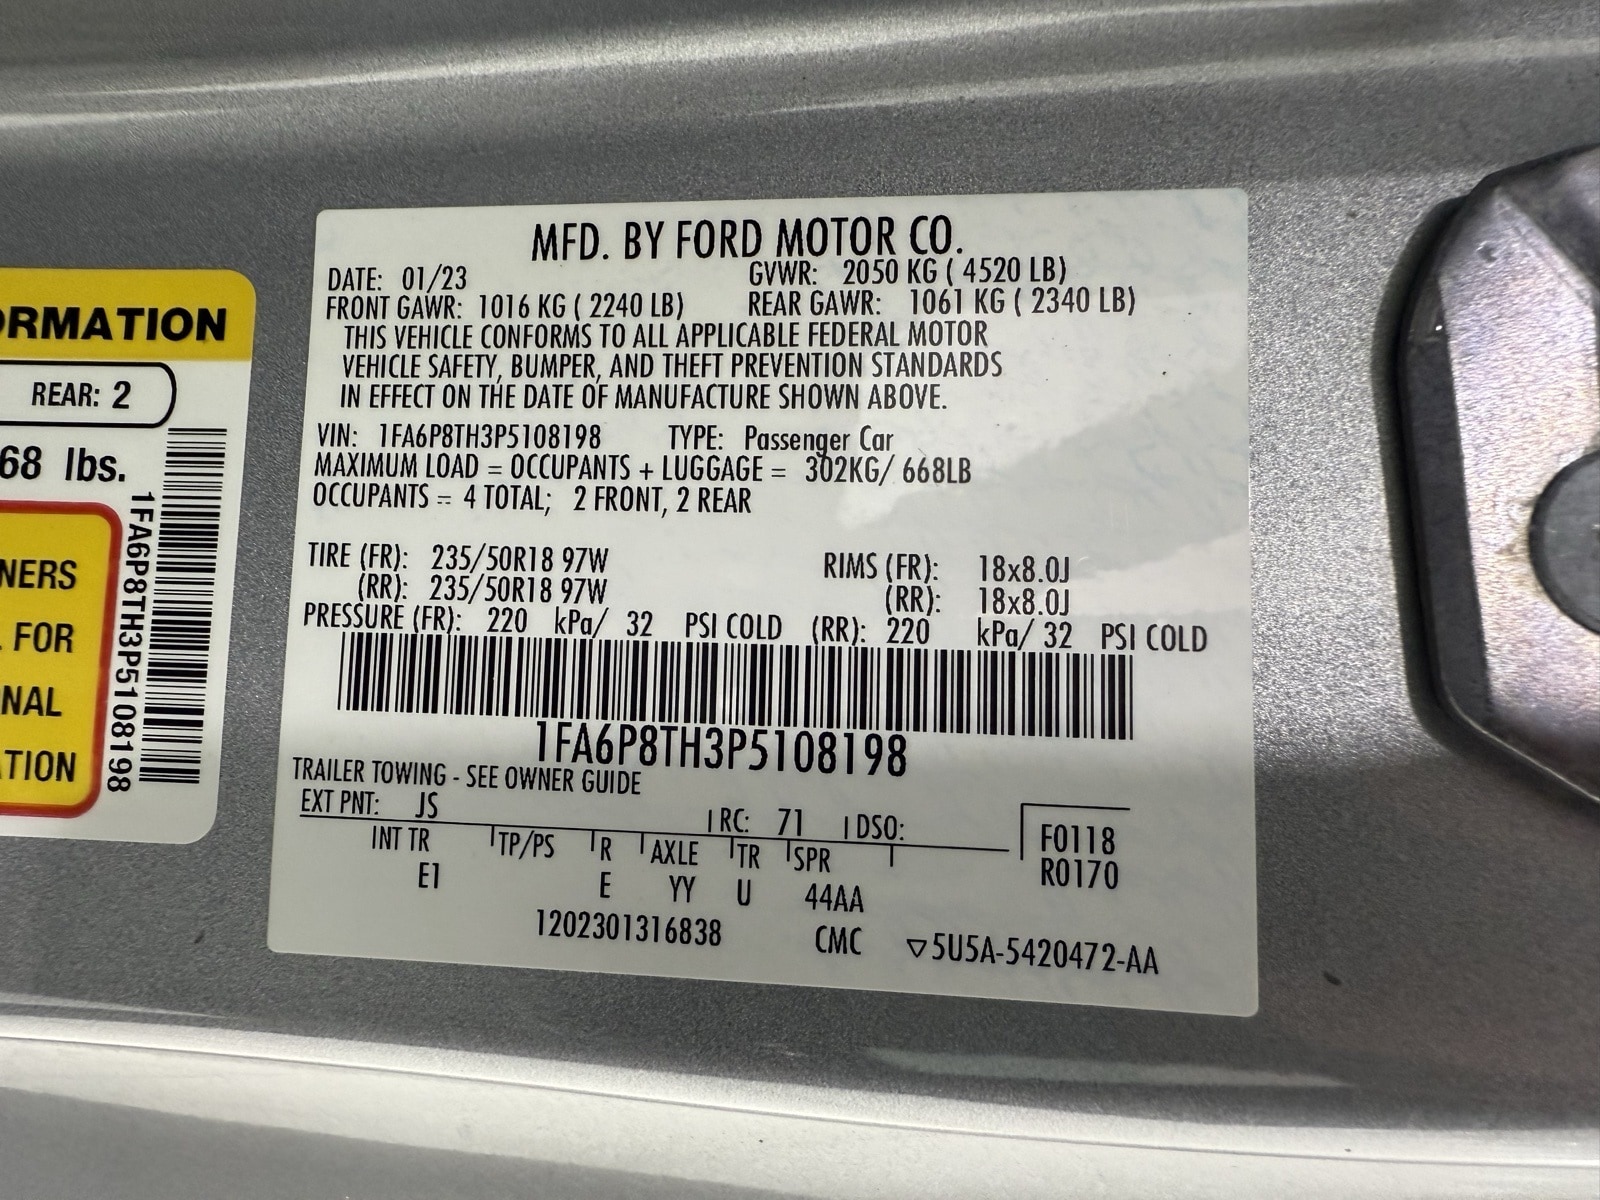 ORMATION
REAR: 2
68 lbs.
NERS
FOR
NAL
ATION
1FA6P8TH3P5108198
MFD. BY FORD MOTOR CO.
DATE: 01/23 GVWR: 2050 KG ( 4520 LB)
FRONT GAWR: 1016 KG ( 2240 LB) REAR GAWR: 1061 KG ( 2340 LB)
THIS VEHICLE CONFORMS TO ALL APPLICABLE FEDERAL MOTOR
VEHICLE SAFETY, BUMPER, AND THEFT PREVENTION STANDARDS
IN EFFECT ON THE DATE OF MANUFACTURE SHOWN ABOVE.
VIN: 1FA6P8TH3P5108198 TYPE: Passenger Car
MAXIMUM LOAD = OCCUPANTS + LUGGAGE = 302KG/ 668LB
OCCUPANTS = 4 TOTAL; 2 FRONT, 2 REAR
TIRE (FR): 235/50R18 97W RIMS (FR): 18x8.0J
(RR): 235/50R18 97W (RR): 18x8.0J
PRESSURE (FR): 220 kPa/ 32 PSI COLD (RR): 220 kPa/ 32 PSI COLD
1FA6P8TH3P5108198
TRAILER TOWING - SEE OWNER GUIDE
EXT PNT: JS RC: 71 DSO: F0118
INT TR TP/PS R AXLE TR SPR R0170
E1 E YY U 44AA
1202301316838 CMC ▽5U5A-5420472-AA